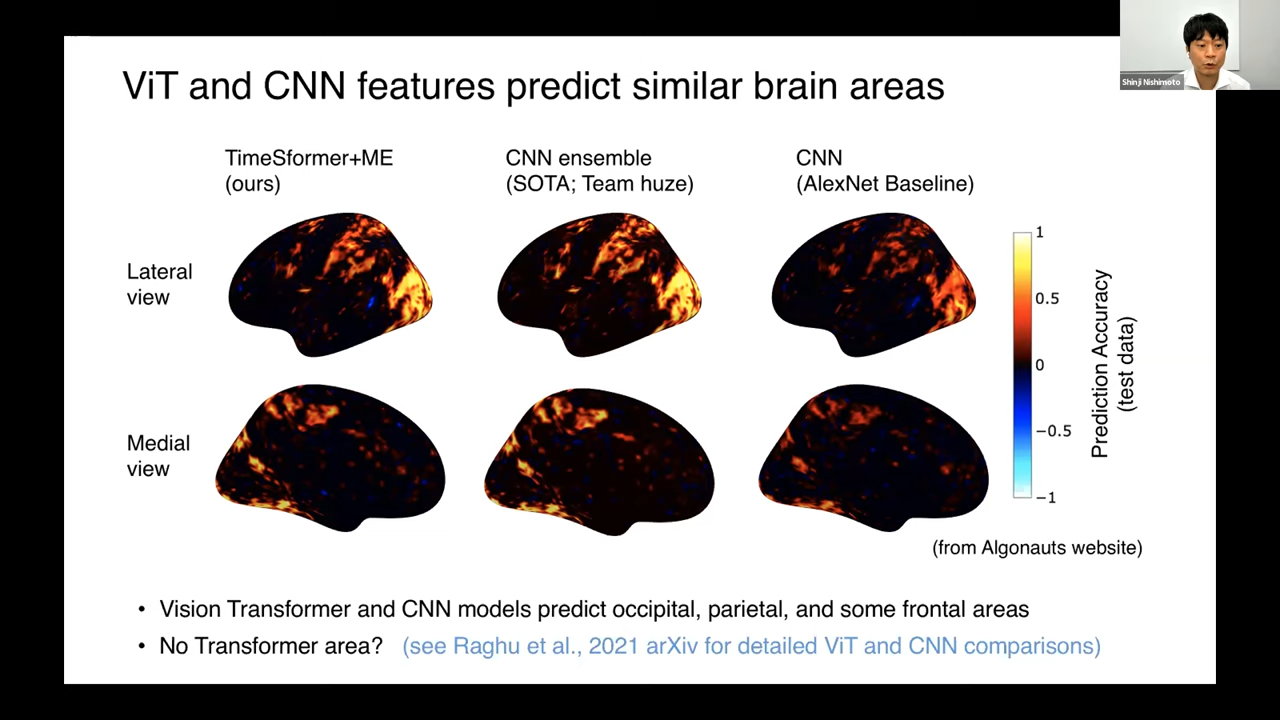 ViT and CNN features predict similar brain areas
Shinji Nishimoto
TimeSformer+ME
(ours)
CNN ensemble
(SOTA; Team huze)
CNN
(AlexNet Baseline)
Lateral
view
Medial
view
1
0.5
0
−0.5
−1
Prediction Accuracy
(test data)
(from Algonauts website)
• Vision Transformer and CNN models predict occipital, parietal, and some frontal areas
• No Transformer area? (see Raghu et al., 2021 arXiv for detailed ViT and CNN comparisons)